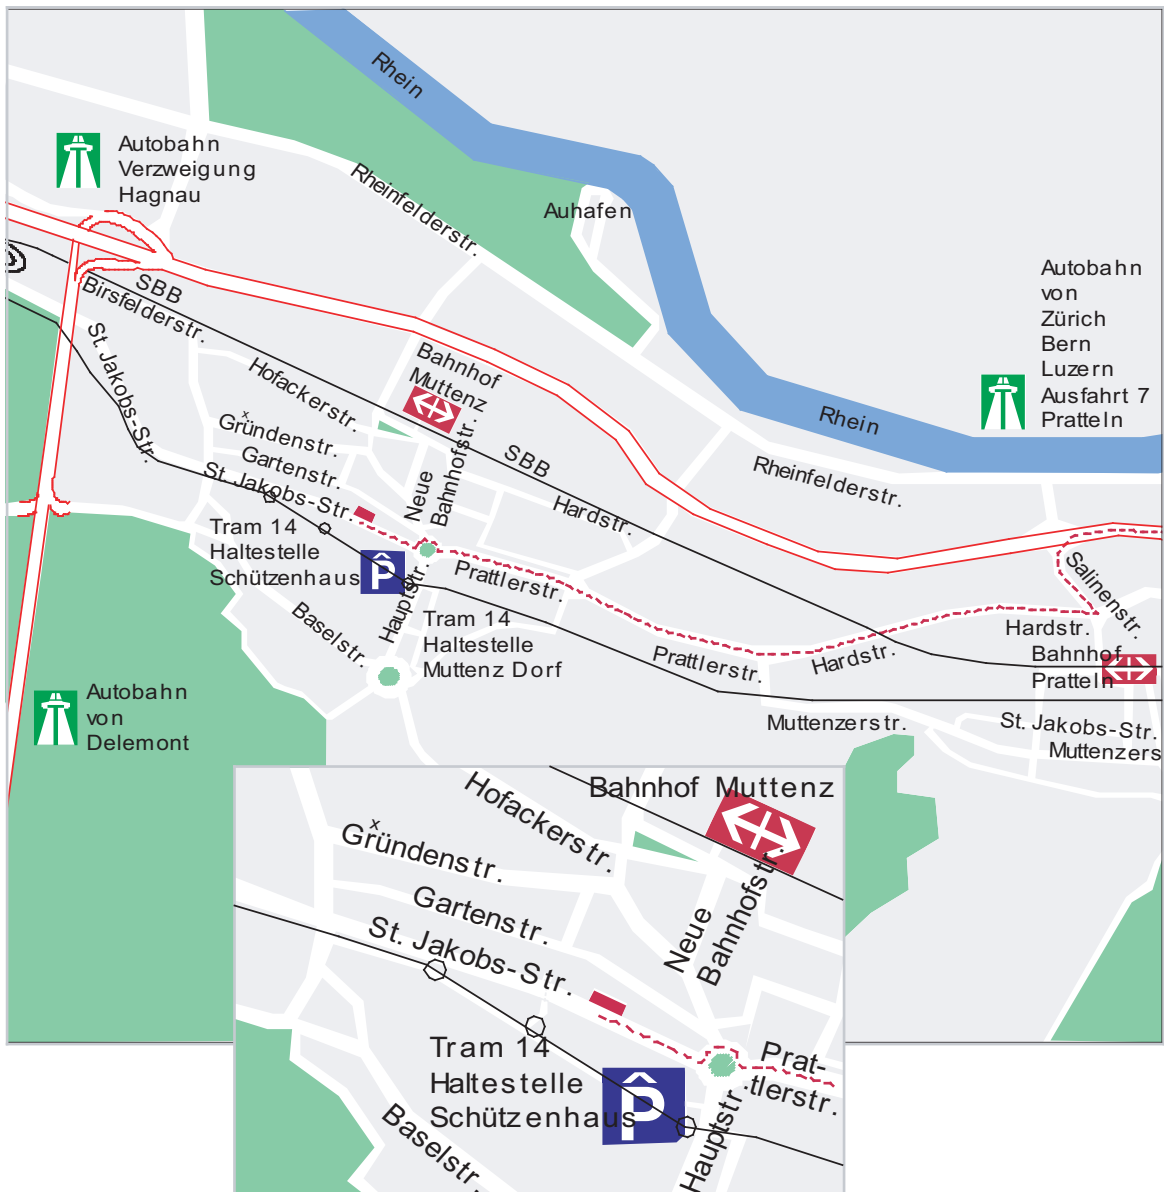 Rhein
Autobahn
Verzweigung
Hagnau
Rheinfelderstr.
Auhafen
Autobahn
von
Zürich
Bern
Luzern
Ausfahrt 7
Pratteln
SBB
Birsfelderstr.
St. Jakobs-Str.
Hofackerstr.
Bahnhof
Muttenz
x
Gründenstr.
Gartenstr.
St. Jakobs-Str.
Neue
Bahnhofstr.
SBB
Hardstr.
Rhein
Rheinfelderstr.
Tram 14
Haltestelle
Schützenhaus
P
Prattlerstr.
Hauptstr.
Baselstr.
Tram 14
Haltestelle
Muttenz Dorf
Prattlerstr.
Hardstr.
Salinenstr.
Hardstr.
Bahnhof
Pratteln
Autobahn
von
Delemont
Muttenzerstr.
St. Jakobs-Str.
Muttenzers
Bahnhof Muttenz
Hofackerstr.
x
Gründenstr.
Gartenstr.
St. Jakobs-Str.
Neue
Bahnhofstr.
Tram 14
Haltestelle
Schützenhaus
P
Prat-
tlerstr.
Hauptstr.
Baselstr.